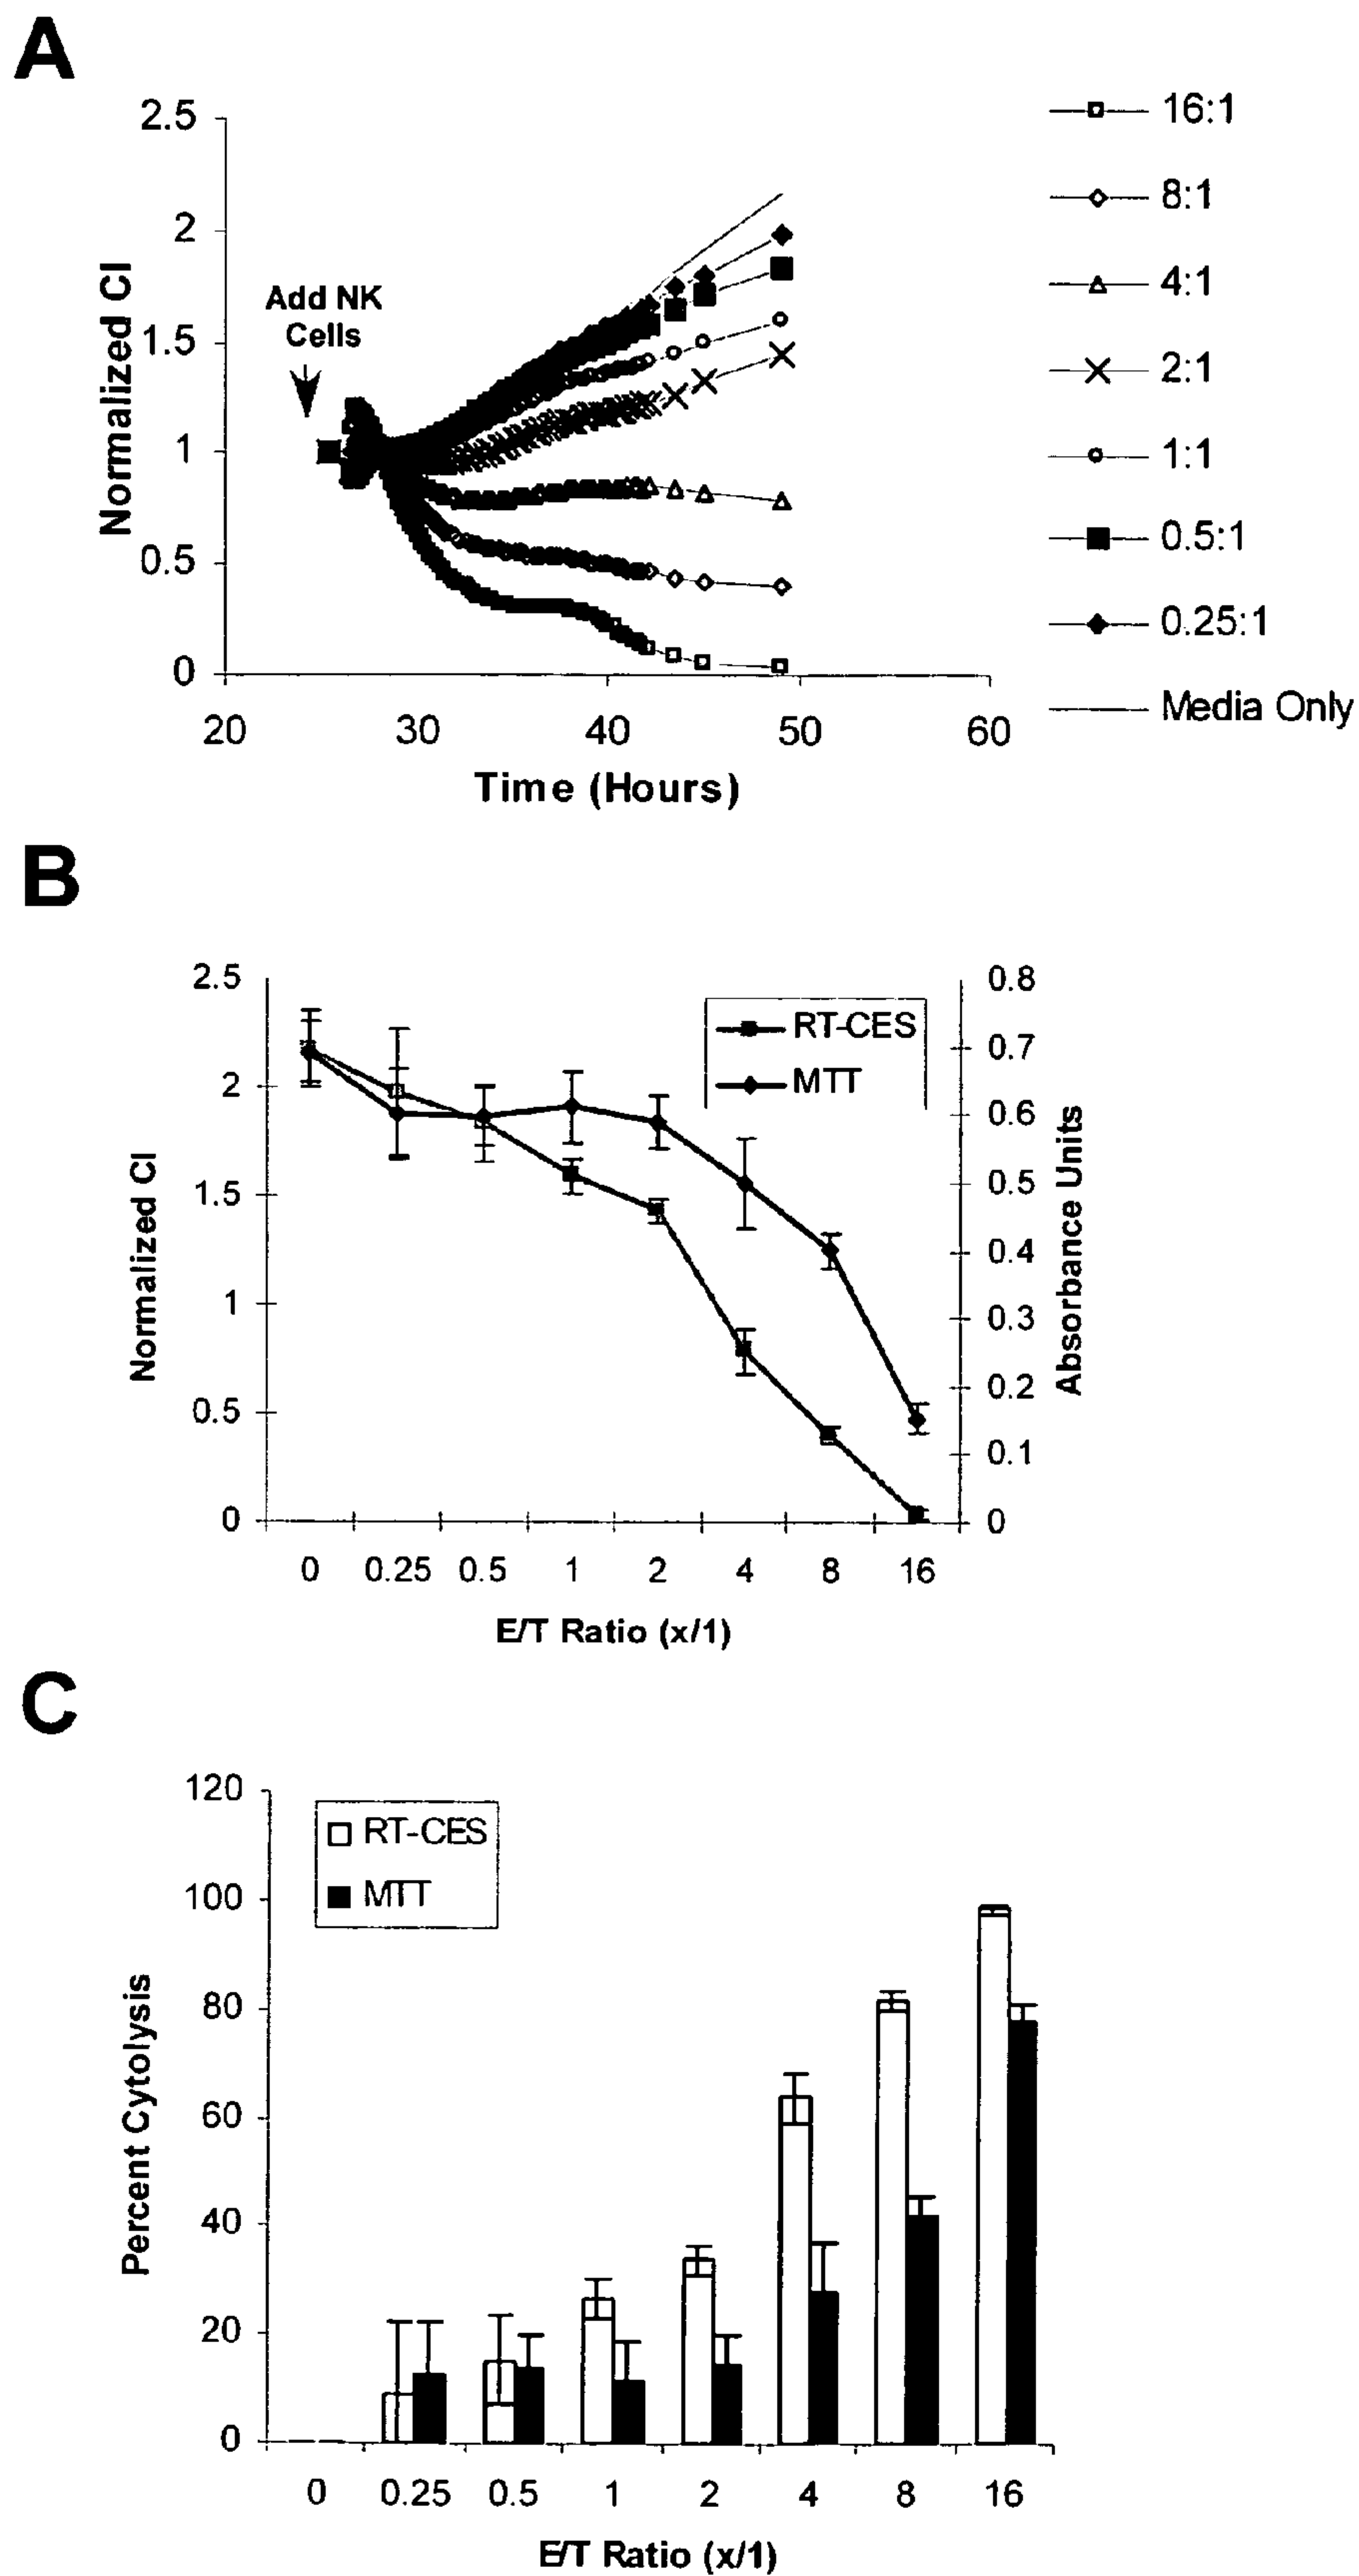 A
2.5
2
1.5
1
0.5
0
Normalized CI
Add NK
Cells
20 30 40 50 60
Time (Hours)
16:1
8:1
4:1
2:1
1:1
0.5:1
0.25:1
Media Only
B
2.5
2
1.5
1
0.5
0
Normalized CI
RT-CES
MTT
0.8
0.7
0.6
0.5
0.4
0.3
0.2
0.1
0
Absorbance Units
0 0.25 0.5 1 2 4 8 16
E/T Ratio (x/1)
C
120
100
80
60
40
20
0
Percent Cytolysis
RT-CES
MTT
0 0.25 0.5 1 2 4 8 16
E/T Ratio (x/1)